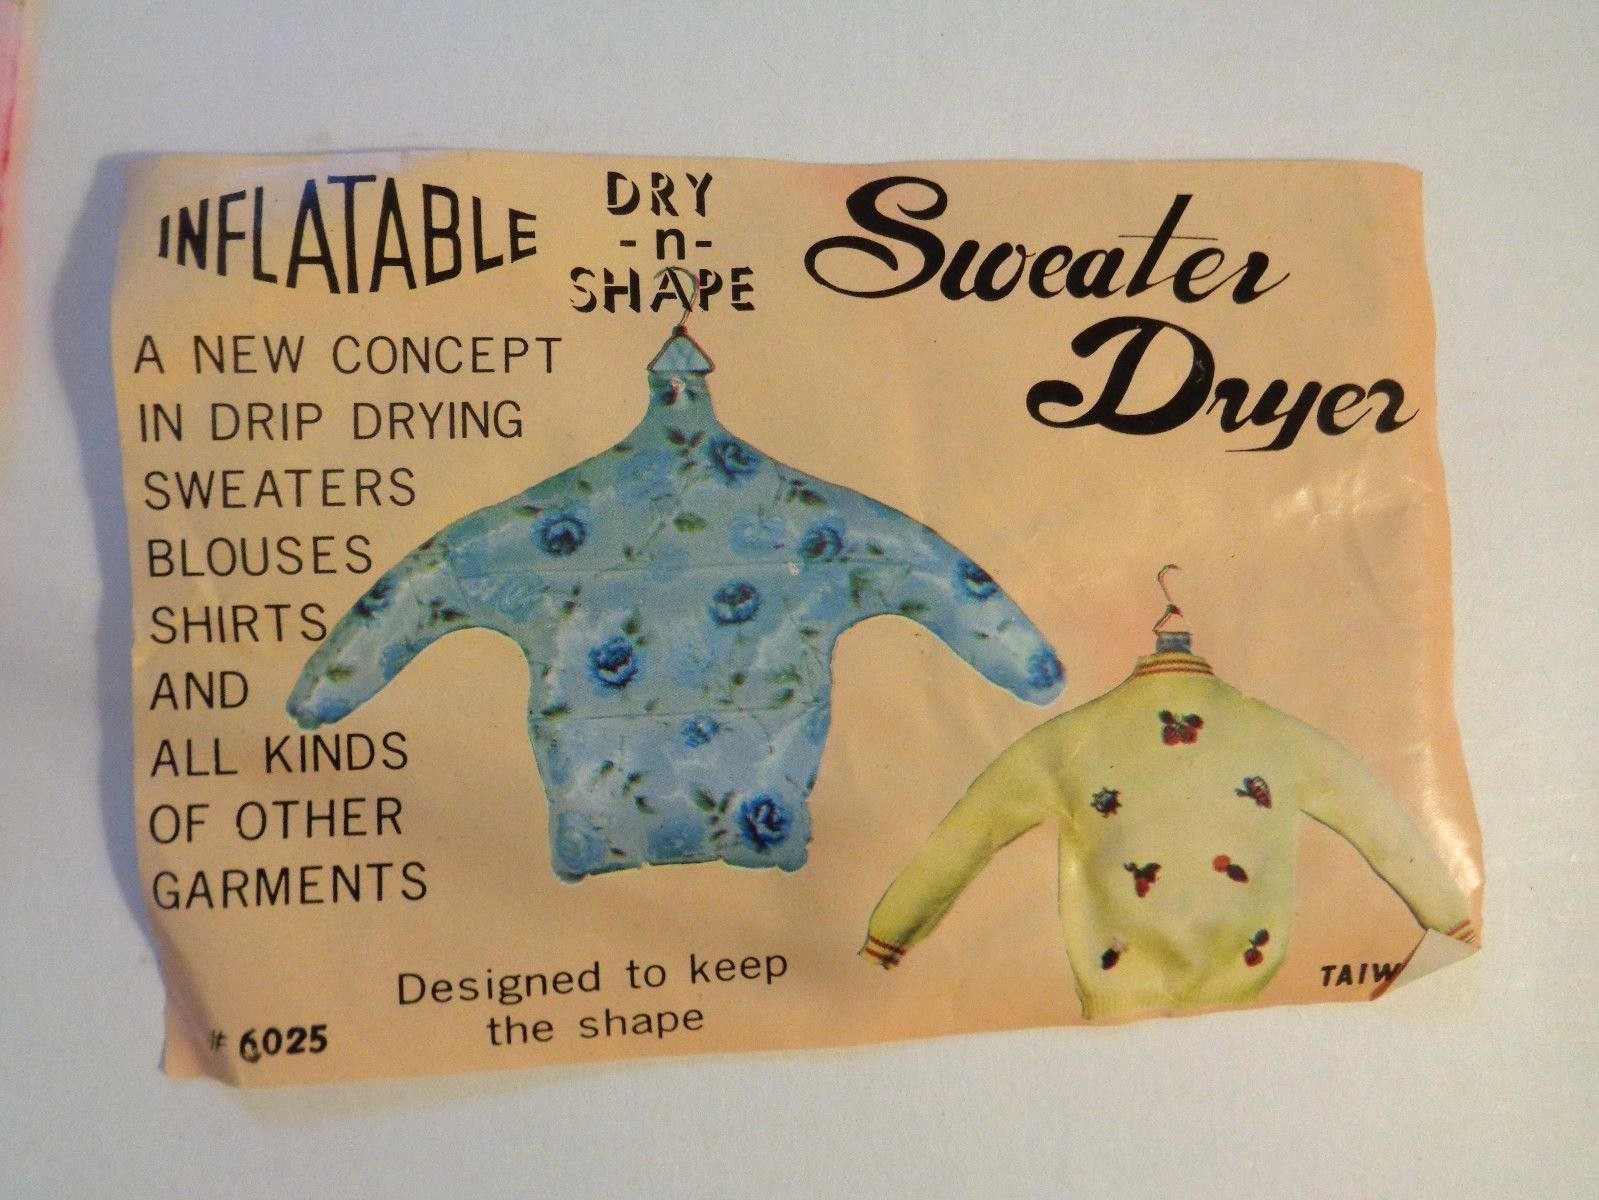 INFLATABLE
DRY
-n-
SHAPE
Sweater
Dryer
A NEW CONCEPT
IN DRIP DRYING
SWEATERS
BLOUSES
SHIRTS
AND
ALL KINDS
OF OTHER
GARMENTS
Designed to keep
the shape
# 6025
TAIW